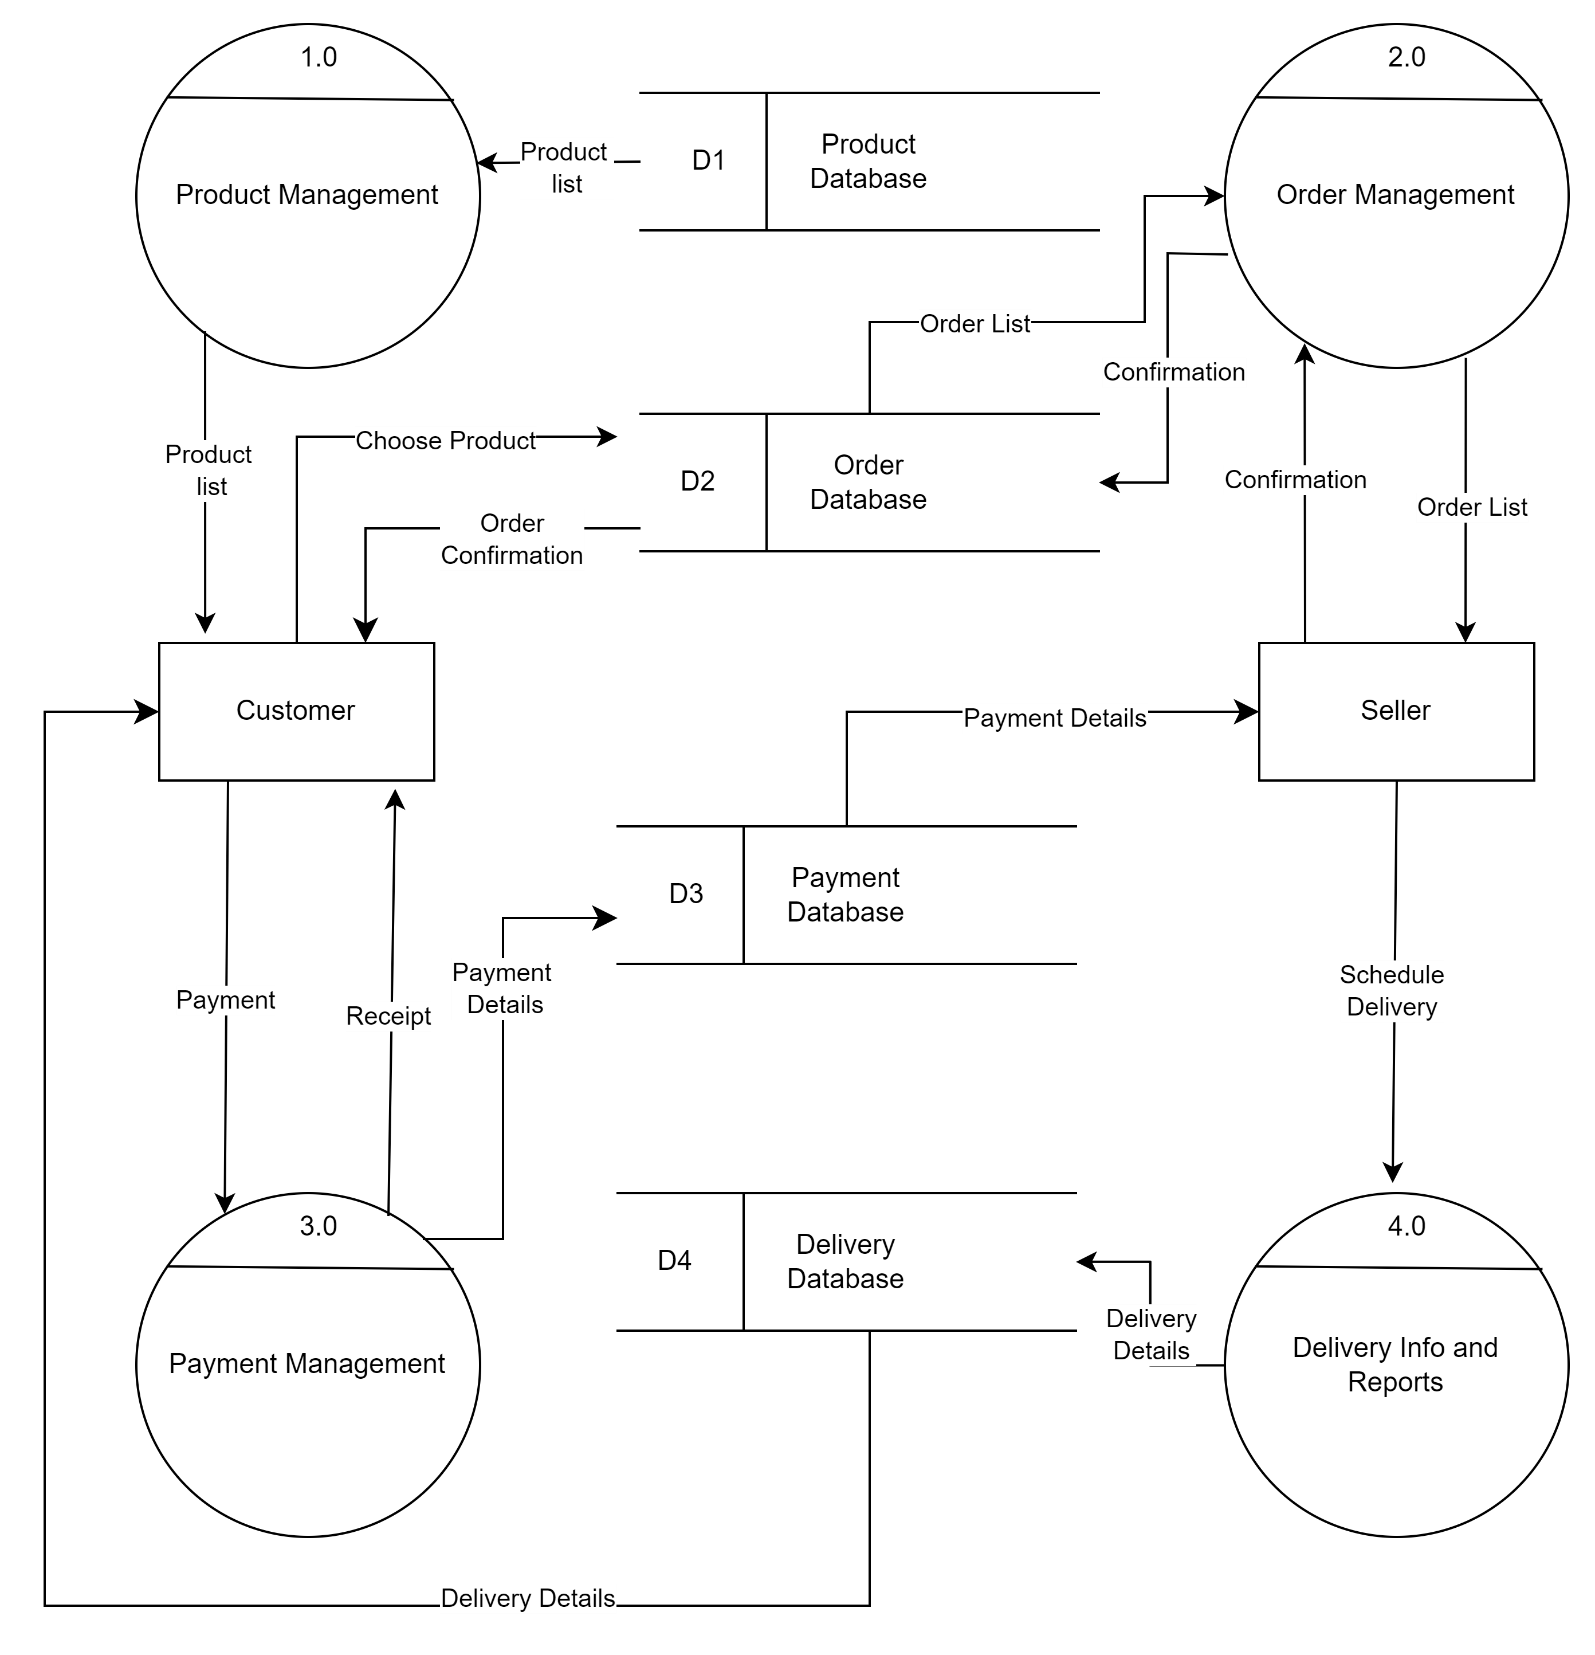 1.0
2.0
Product Management
Product
list
D1
Product
Database
Order Management
Order List
Confirmation
Product
list
Choose Product
D2
Order
Database
Order
Confirmation
Confirmation
Order List
Customer
Payment Details
Seller
D3
Payment
Database
Payment
Receipt
Payment
Details
Schedule
Delivery
3.0
4.0
Payment Management
D4
Delivery
Database
Delivery
Details
Delivery Info and
Reports
Delivery Details